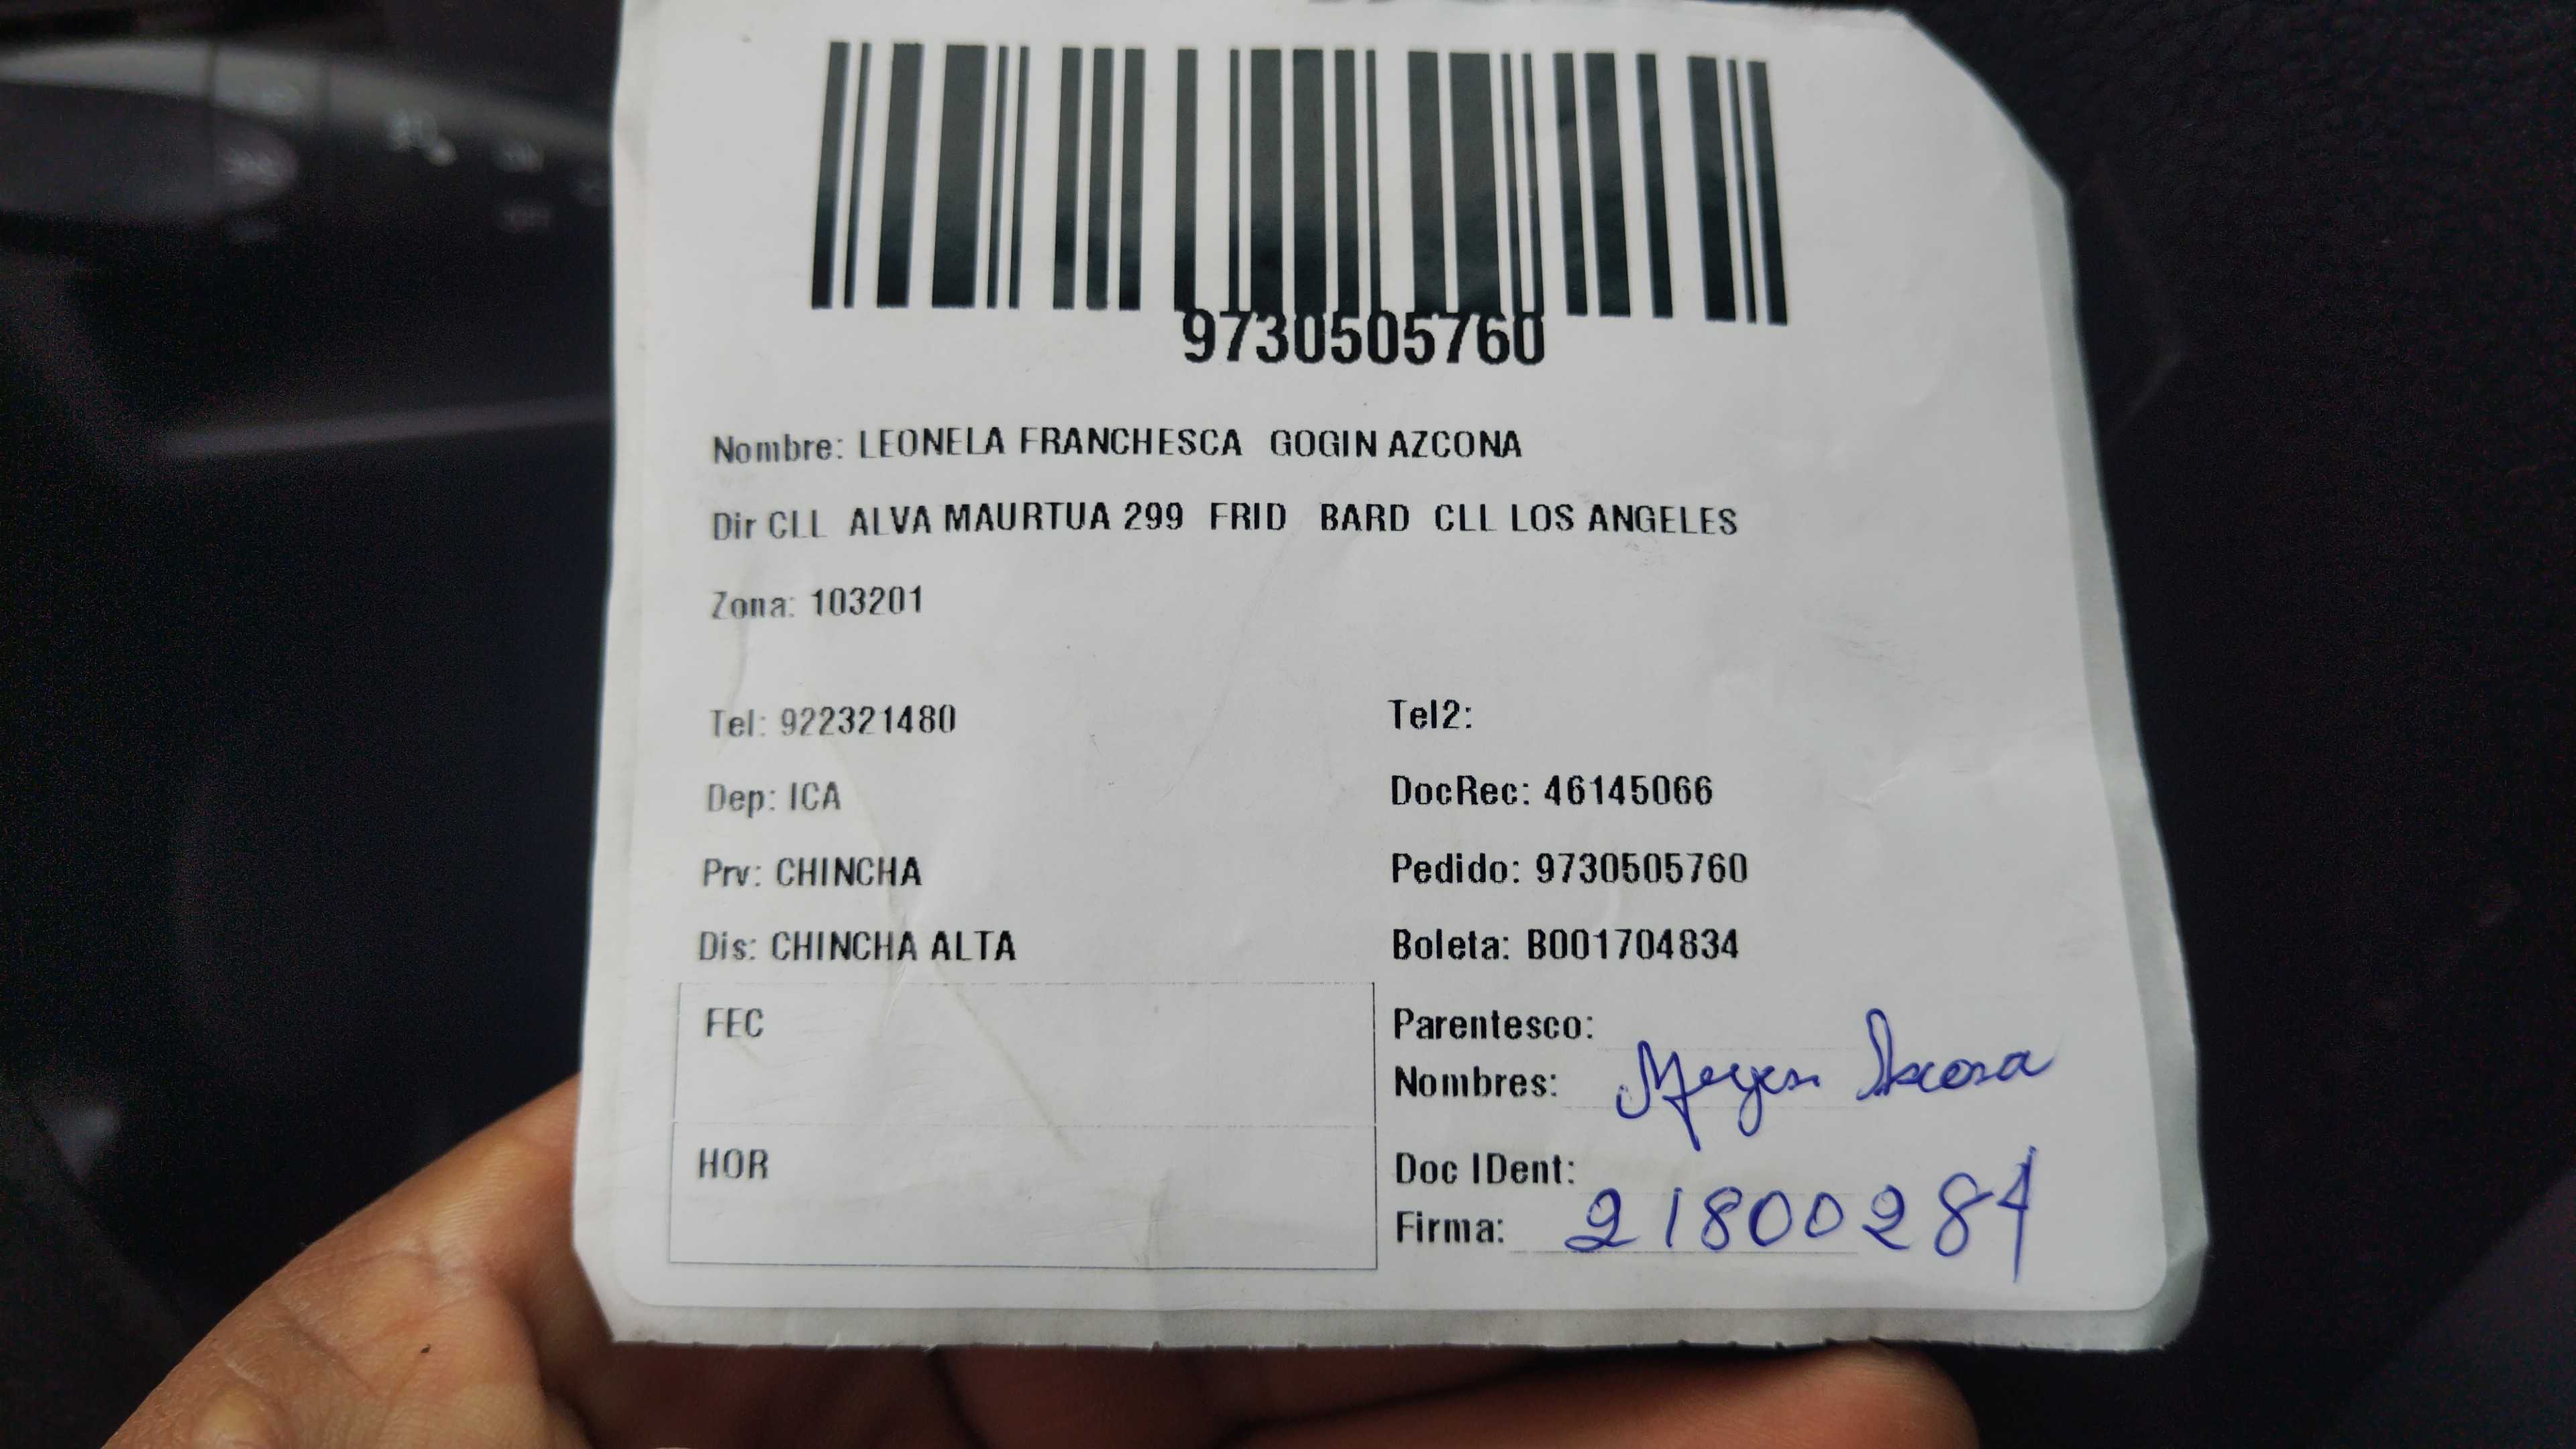 9730505760
Nombre: LEONELA FRANCHESCA GOGIN AZCONA
Dir CLL ALVA MAURTUA 299 FRID BARD CLL LOS ANGELES
Zona: 103201
Tel: 922321480 Tel2:
Dep: ICA DocRec: 46145066
Prv: CHINCHA Pedido: 9730505760
Dis: CHINCHA ALTA Boleta: B001704834
FEC Parentesco:
Nombres:
HOR Doc IDent:
Firma: 21800284